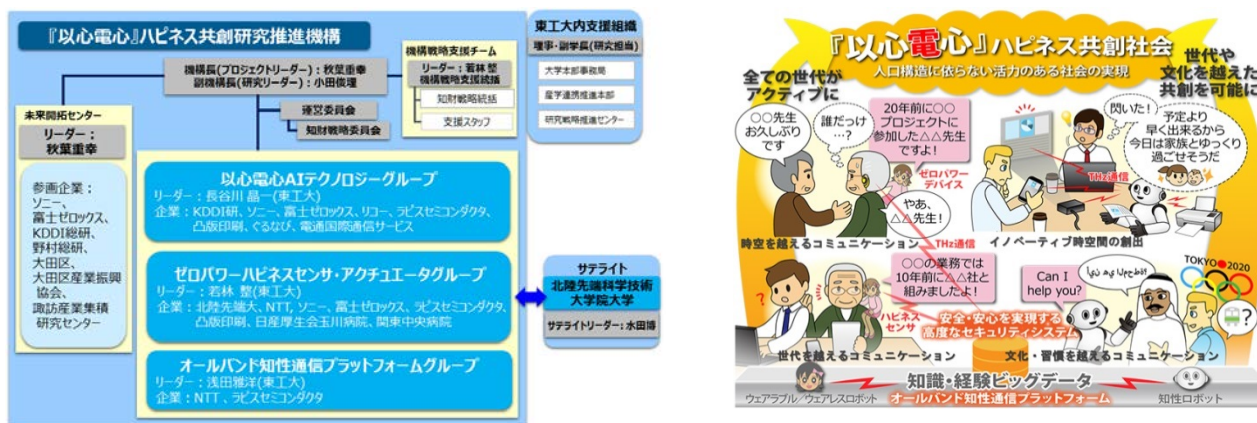 『以心電心』ハピネス共創研究推進機構
機構長(プロジェクトリーダー)：秋葉重幸
副機構長(研究リーダー)：小田俊理
運営委員会
知財戦略委員会
機構戦略支援チーム
リーダー：若林 整
機構戦略支援統括
知財戦略統括
支援スタッフ
東工大内支援組織
理事・副学長(研究担当)
大学本部事務局
産学連携推進本部
研究戦略推進センター
未来開拓センター
リーダー：
秋葉重幸
参画企業：
ソニー、
富士ゼロックス、
KDDI総研、
野村総研、
大田区、
大田区産業振興
協会、
諏訪産業集積
研究センター
以心電心AIテクノロジーグループ
リーダー：長谷川 晶一(東工大)
企業：KDDI研、ソニー、富士ゼロックス、リコー、ラピスセミコンダクタ、
凸版印刷、ぐるなび、電通国際通信サービス
ゼロパワーハピネスセンサ・アクチュエータグループ
リーダー：若林 整(東工大)
企業：北陸先端大、NTT、ソニー、富士ゼロックス、ラピスセミコンダクタ、
凸版印刷、日産厚生会玉川病院、関東中央病院
オールバンド知性通信プラットフォームグループ
リーダー：浅田雅洋(東工大)
企業：NTT、ラピスセミコンダクタ
サテライト
北陸先端科学技術
大学院大学
サテライトリーダー：水田博
『以心電心』ハピネス共創社会
人口構造に依らない活力のある社会の実現
全ての世代が
アクティブに
世代や
文化を越えた
共創を可能に
○○先生
お久しぶり
です
誰だっけ
…?
20年前に○○
プロジェクトに
参加した△△先生
ですよ！
ゼロパワー
デバイス
やあ、
△△先生！
時空を越えるコミュニケーション
THz通信
閃いた！
予定より
早く出来るから
今日は家族とゆっくり
過ごせそうだ
THz通信
イノベーティブ時空間の創出
○○の業務では
10年前に△△社と
組みましたよ！
ハピネス
センサ
世代を越えるコミュニケーション
安全・安心を実現する
高度なセキュリティシステム
Can I
help you?
TOKYO 2020
?
文化・習慣を越えるコミュニケーション
知識・経験ビッグデータ
オールバンド知性通信プラットフォーム
ウェアラブル／ウェアレスロボット
知性ロボット